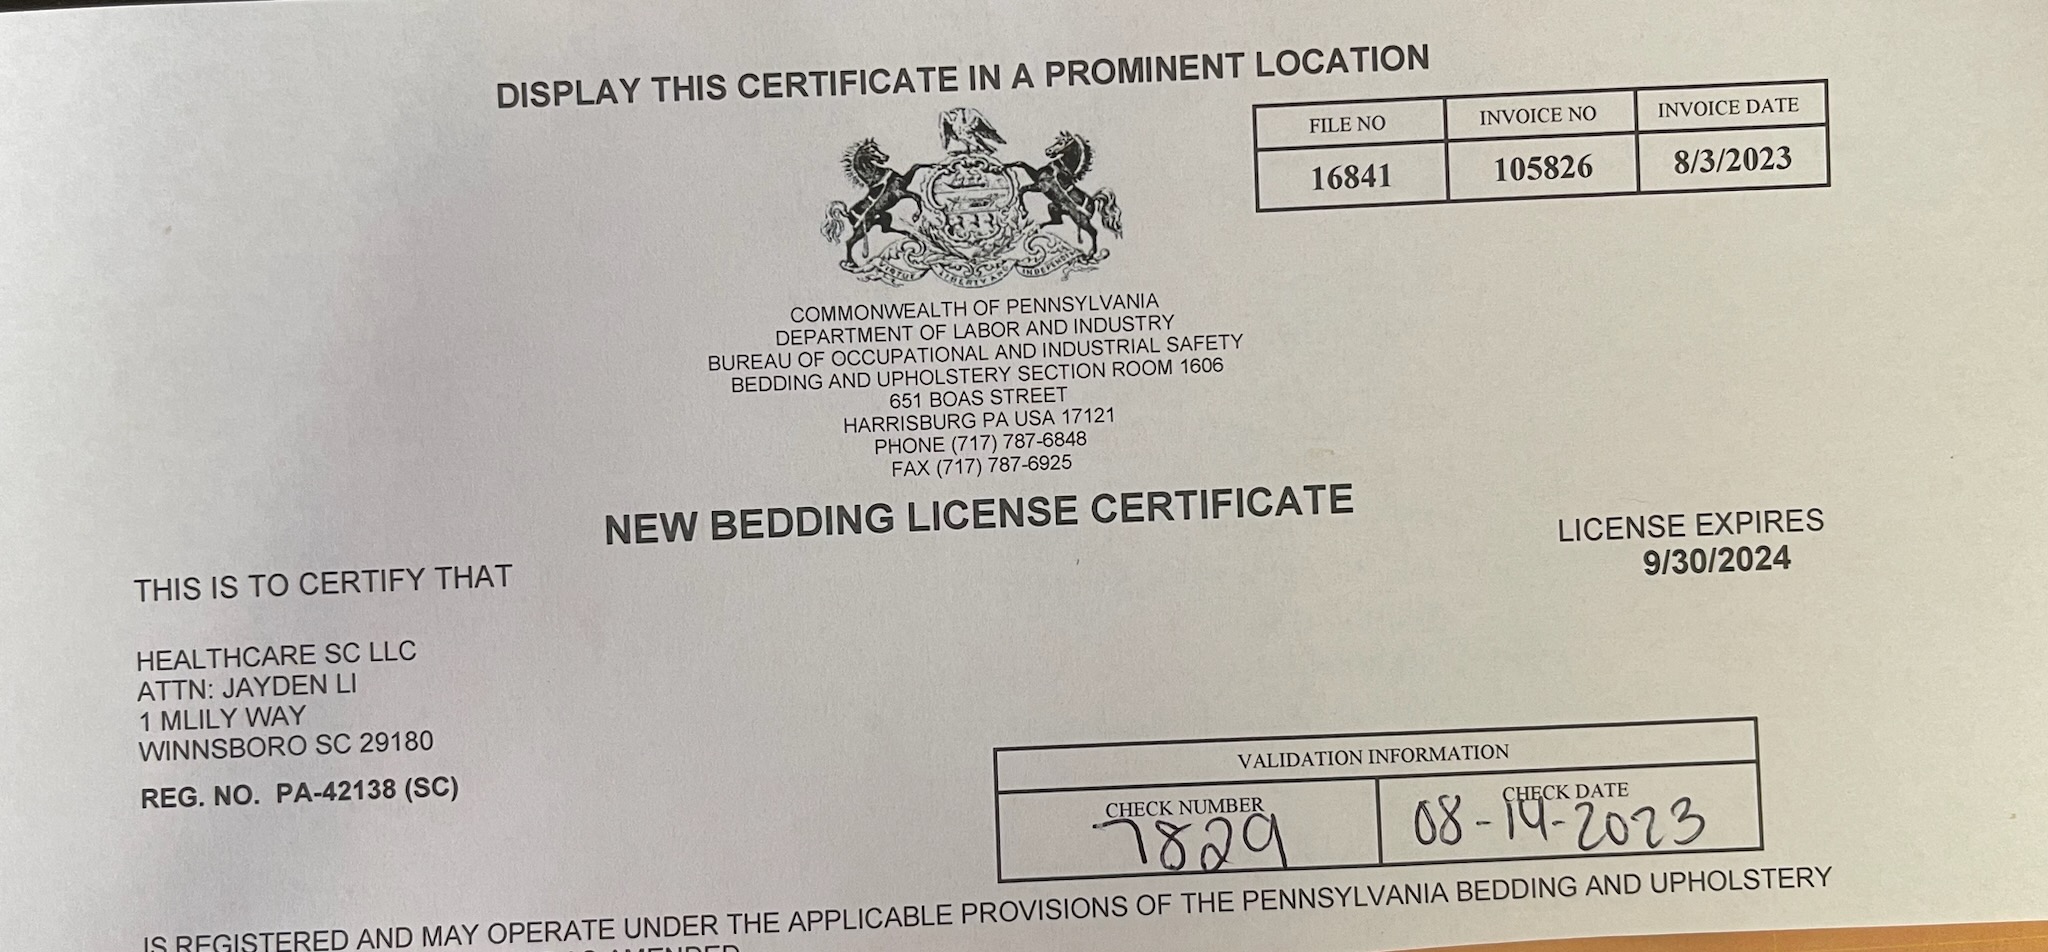 DISPLAY THIS CERTIFICATE IN A PROMINENT LOCATION
FILE NO INVOICE NO INVOICE DATE
16841 105826 8/3/2023
VIRTUE LIBERTY AND INDEPENDENCE
COMMONWEALTH OF PENNSYLVANIA
DEPARTMENT OF LABOR AND INDUSTRY
BUREAU OF OCCUPATIONAL AND INDUSTRIAL SAFETY
BEDDING AND UPHOLSTERY SECTION ROOM 1606
651 BOAS STREET
HARRISBURG PA USA 17121
PHONE (717) 787-6848
FAX (717) 787-6925
NEW BEDDING LICENSE CERTIFICATE
LICENSE EXPIRES
9/30/2024
THIS IS TO CERTIFY THAT
HEALTHCARE SC LLC
ATTN: JAYDEN LI
1 MLILY WAY
WINNSBORO SC 29180
REG. NO. PA-42138 (SC)
VALIDATION INFORMATION
CHECK NUMBER CHECK DATE
7829 08-14-2023
IS REGISTERED AND MAY OPERATE UNDER THE APPLICABLE PROVISIONS OF THE PENNSYLVANIA BEDDING AND UPHOLSTERY
AMENDED